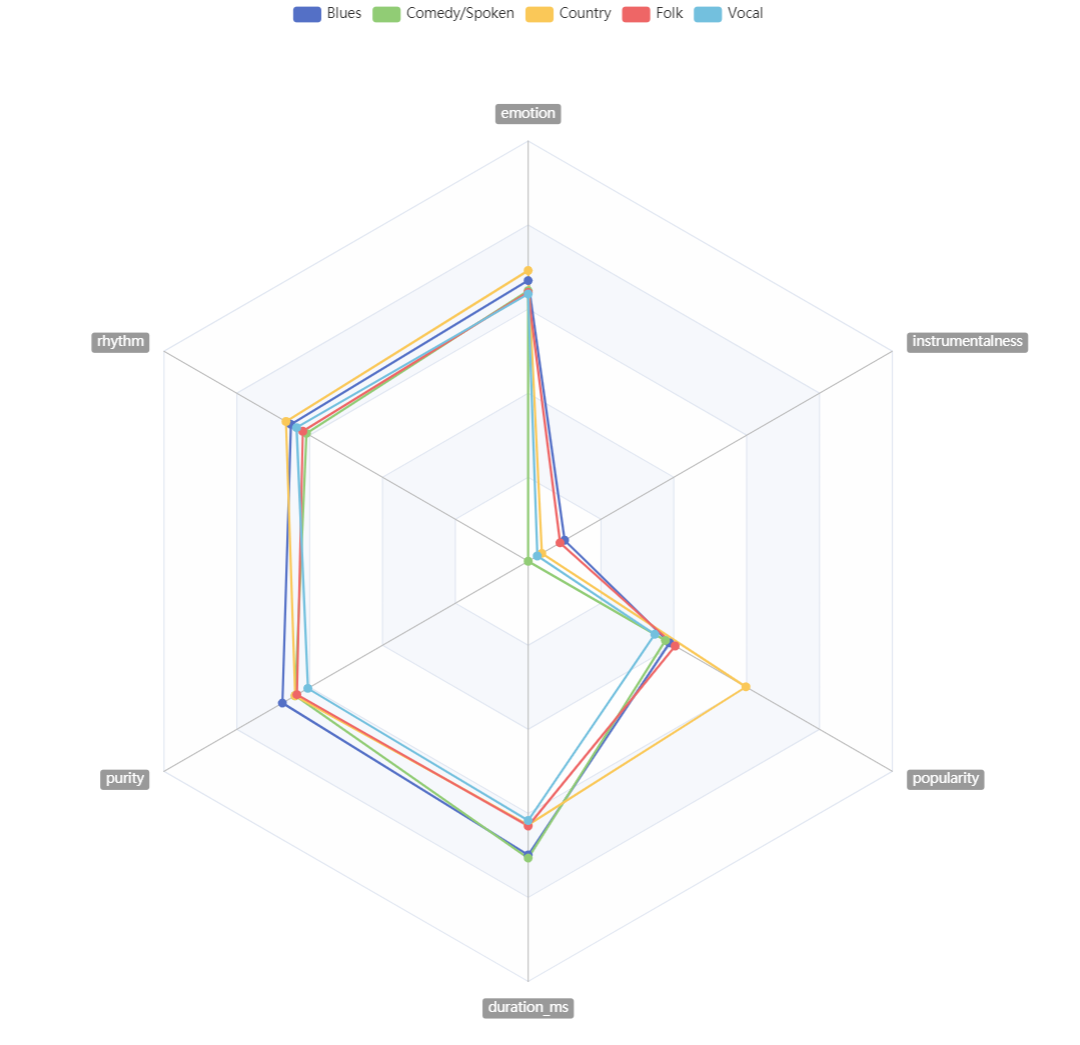 Blues Comedy/Spoken Country Folk Vocal
emotion
rhythm
instrumentalness
purity
popularity
duration_ms